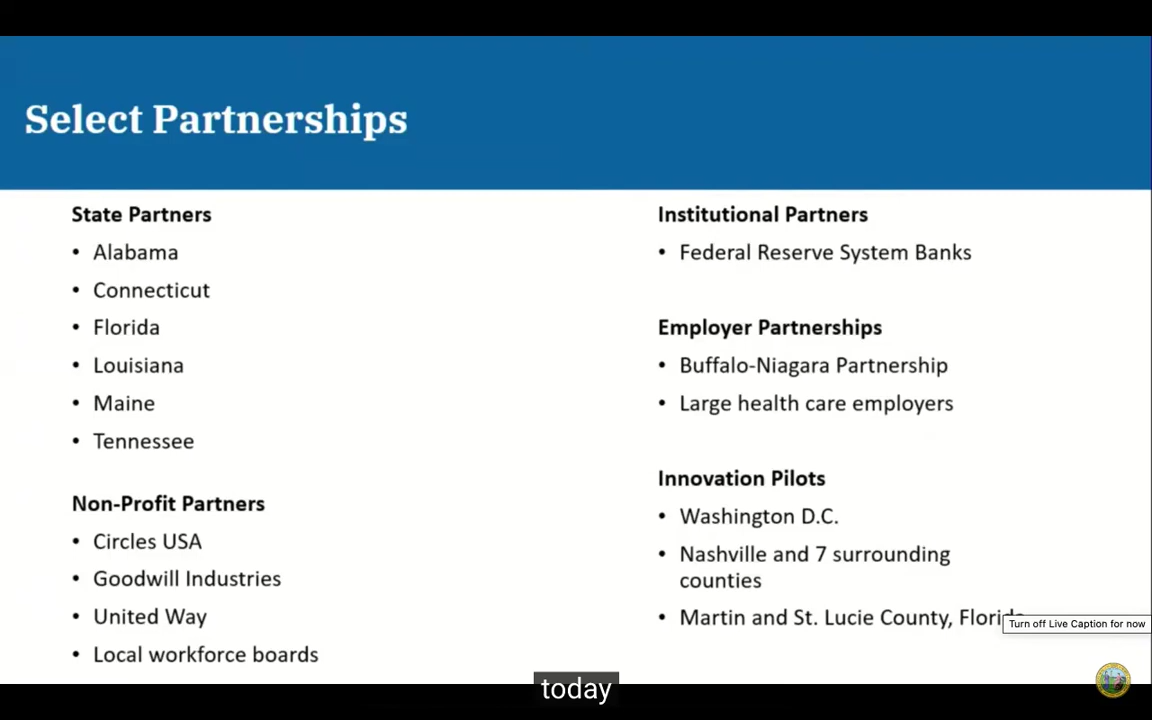 Select Partnerships
State Partners
• Alabama
• Connecticut
• Florida
• Louisiana
• Maine
• Tennessee
Non-Profit Partners
• Circles USA
• Goodwill Industries
• United Way
• Local workforce boards
Institutional Partners
• Federal Reserve System Banks
Employer Partnerships
• Buffalo-Niagara Partnership
• Large health care employers
Innovation Pilots
• Washington D.C.
• Nashville and 7 surrounding
counties
• Martin and St. Lucie County, Florida
Turn off Live Caption for now
today